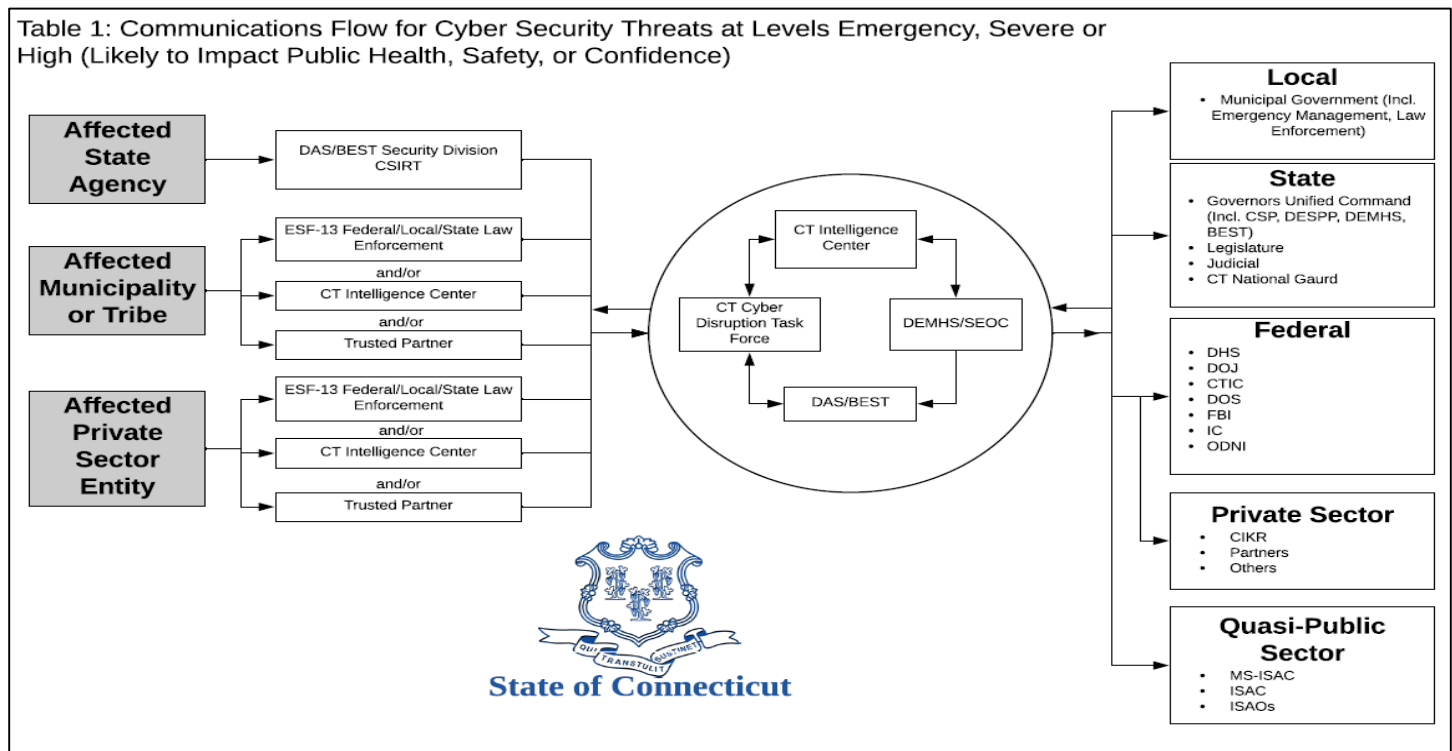 Table 1: Communications Flow for Cyber Security Threats at Levels Emergency, Severe or
High (Likely to Impact Public Health, Safety, or Confidence)
Affected
State
Agency
DAS/BEST Security Division
CSIRT
Affected
Municipality
or Tribe
ESF-13 Federal/Local/State Law
Enforcement
and/or
CT Intelligence Center
and/or
Trusted Partner
Affected
Private
Sector
Entity
ESF-13 Federal/Local/State Law
Enforcement
and/or
CT Intelligence Center
and/or
Trusted Partner
CT Intelligence
Center
CT Cyber
Disruption Task
Force
DEMHS/SEOC
DAS/BEST
Local
• Municipal Government (Incl.
Emergency Management, Law
Enforcement)
State
• Governors Unified Command
(Incl. CSP, DESPP, DEMHS,
BEST)
• Legislature
• Judicial
• CT National Gaurd
Federal
• DHS
• DOJ
• CTIC
• DOS
• FBI
• IC
• ODNI
Private Sector
• CIKR
• Partners
• Others
Quasi-Public
Sector
• MS-ISAC
• ISAC
• ISAOs
QUI TRANSTULIT SUSTINET
State of Connecticut